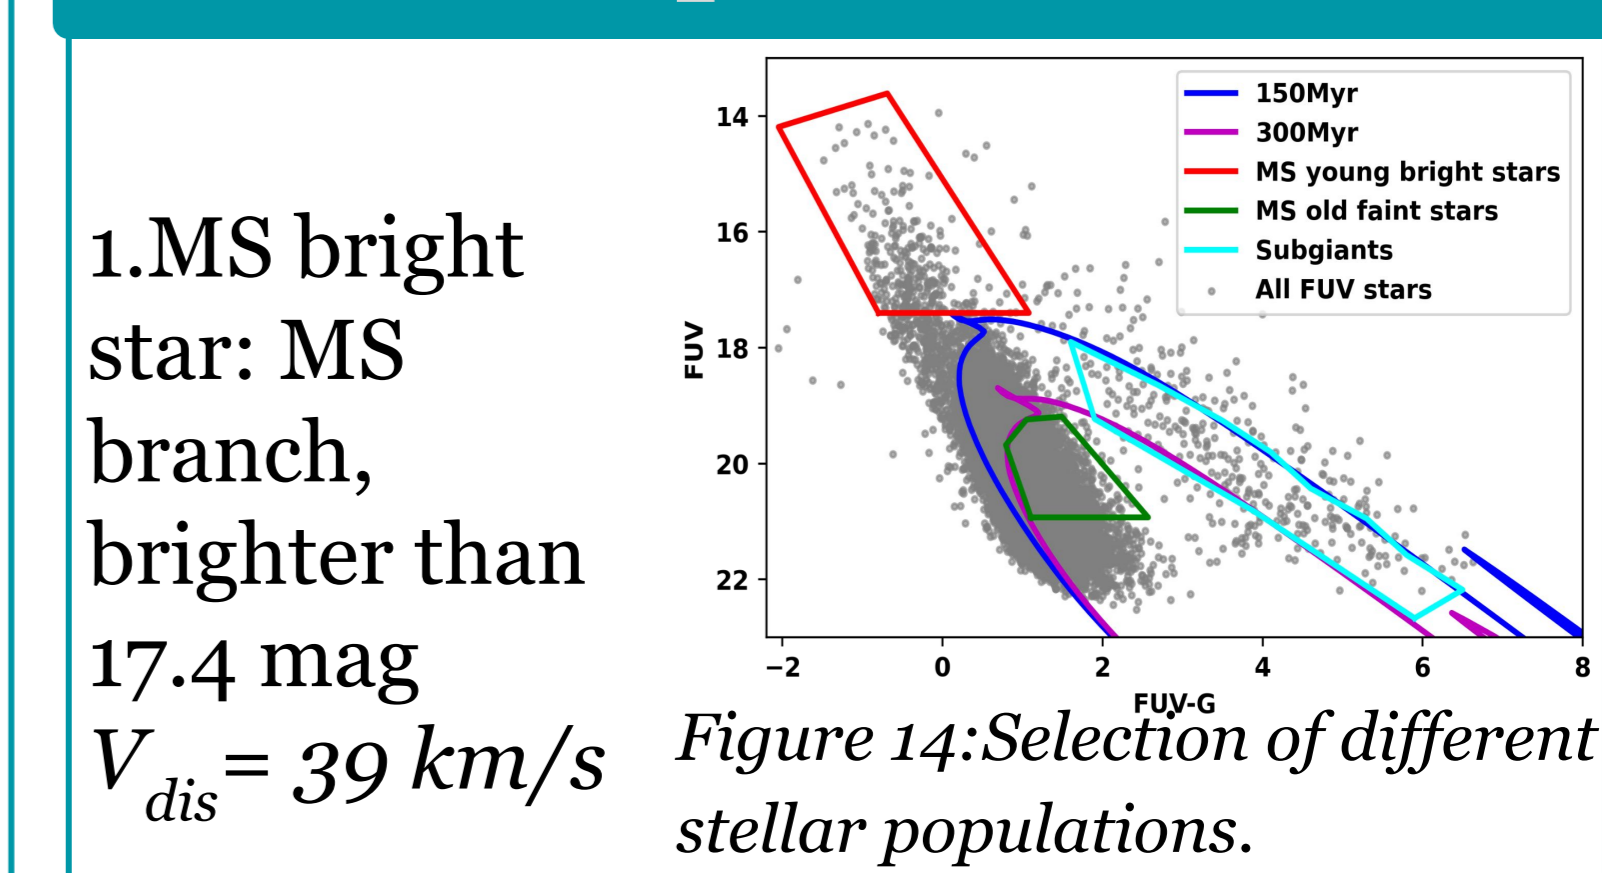 1.MS bright
star: MS
branch,
brighter than
17.4 mag
V_dis= 39 km/s
14
16
18
20
22
FUV
150Myr
300Myr
MS young bright stars
MS old faint stars
Subgiants
All FUV stars
−2 0 2 4 6 8
FUV-G
Figure 14:Selection of different
stellar populations.